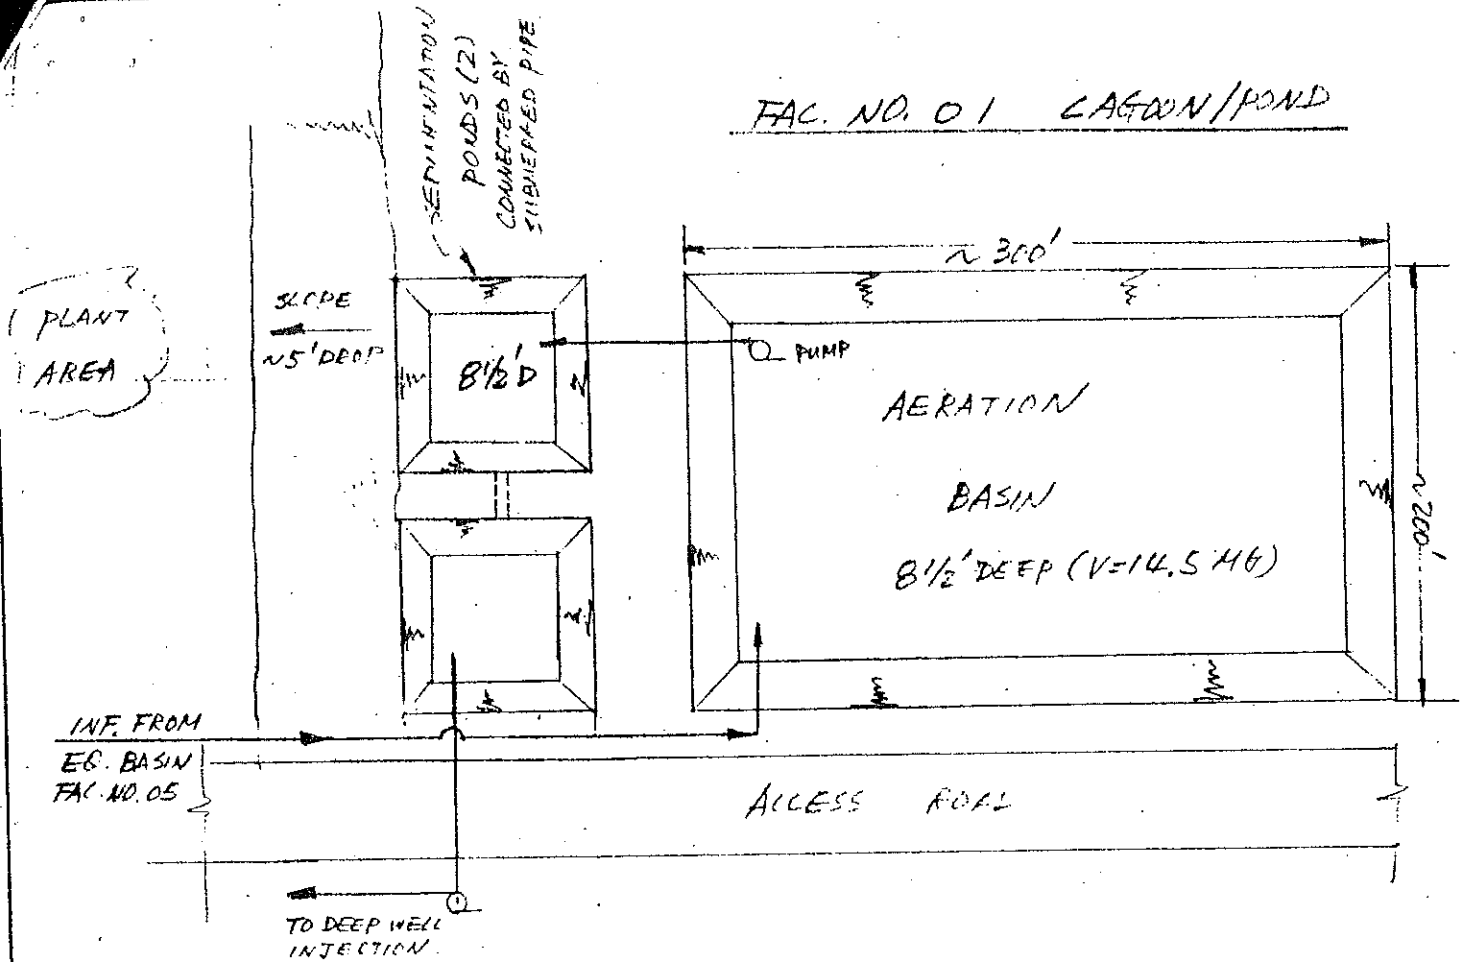 FAC. NO. 01 LAGOON/POND
SEDIMENTATION
PONDS (2)
CONNECTED BY
SUBMERGED PIPE
~ 300'
PLANT
AREA
SLOPE
~5' DROP
8½' D
PUMP
AERATION
BASIN
8½' DEEP (V=14.5 MG)
~200'
INF. FROM
EQ. BASIN
FAC. NO. 05
ACCESS ROAD
TO DEEP WELL
INJECTION.